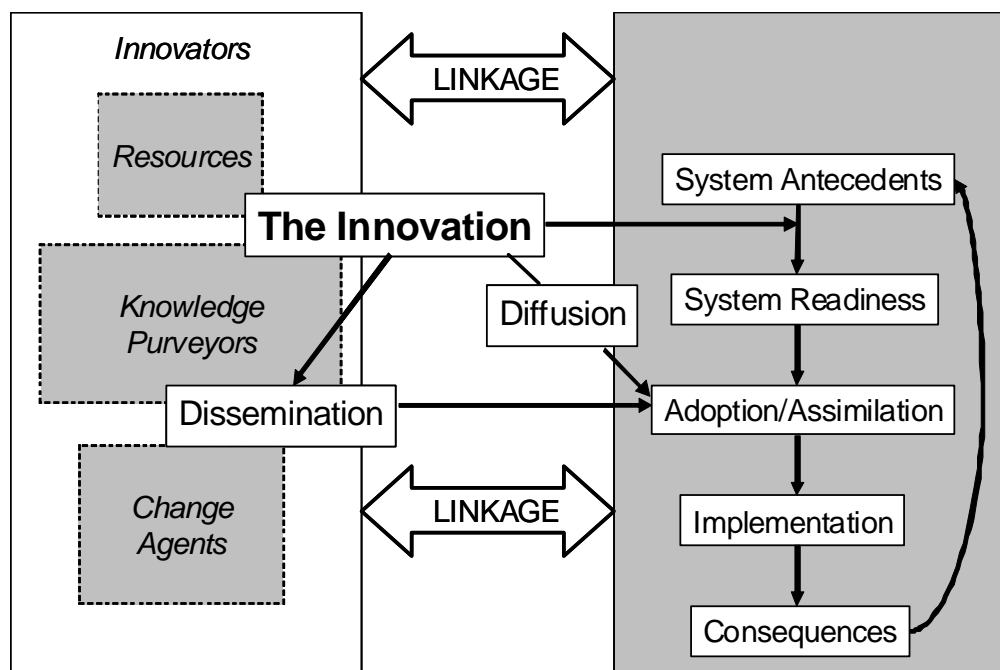 Innovators
LINKAGE
Resources
System Antecedents
The Innovation
Knowledge
Purveyors
System Readiness
Diffusion
Dissemination
Adoption/Assimilation
Change
Agents
LINKAGE
Implementation
Consequences